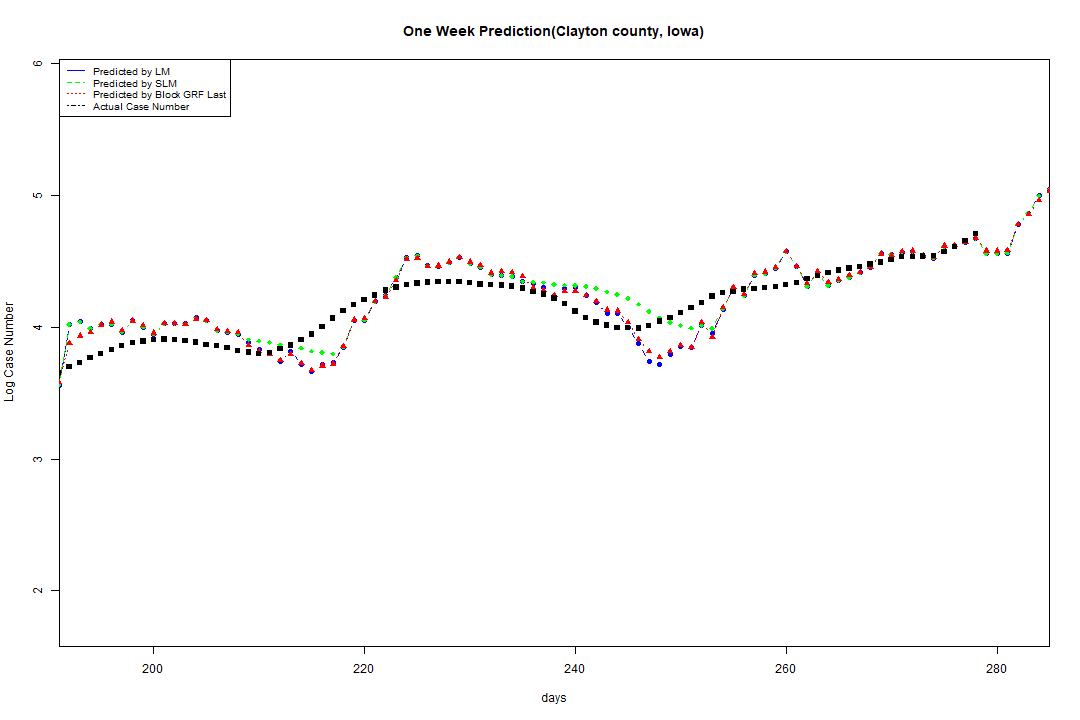 One Week Prediction(Clayton county, Iowa)
Predicted by LM
Predicted by SLM
Predicted by Block GRF Last
Actual Case Number
6
5
4
3
2
Log Case Number
200
220
240
260
280
days